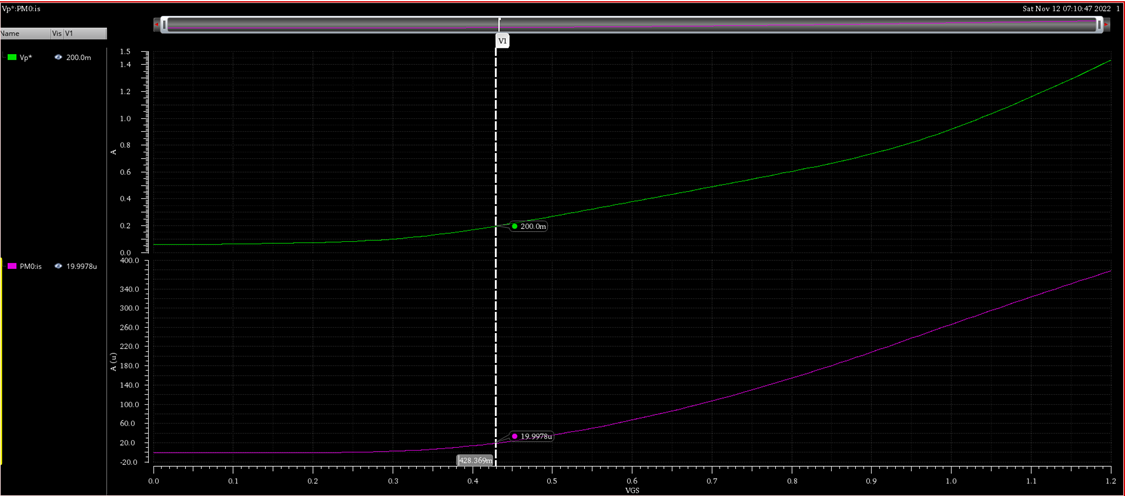 Vp*:PM0:is
Sat Nov 12 07:10:47 2022 1
Name Vis V1
V1
Vp* 200.0m
1.5
1.4
1.2
1.0
0.8
0.6
0.4
0.2
0.0
A
200.0m
PM0:is 19.9978u
400.0
340.0
300.0
260.0
220.0
180.0
140.0
100.0
60.0
20.0
-20.0
A (u)
19.9978u
428.369m
0.0 0.1 0.2 0.3 0.4 0.5 0.6 0.7 0.8 0.9 1.0 1.1 1.2
VGS